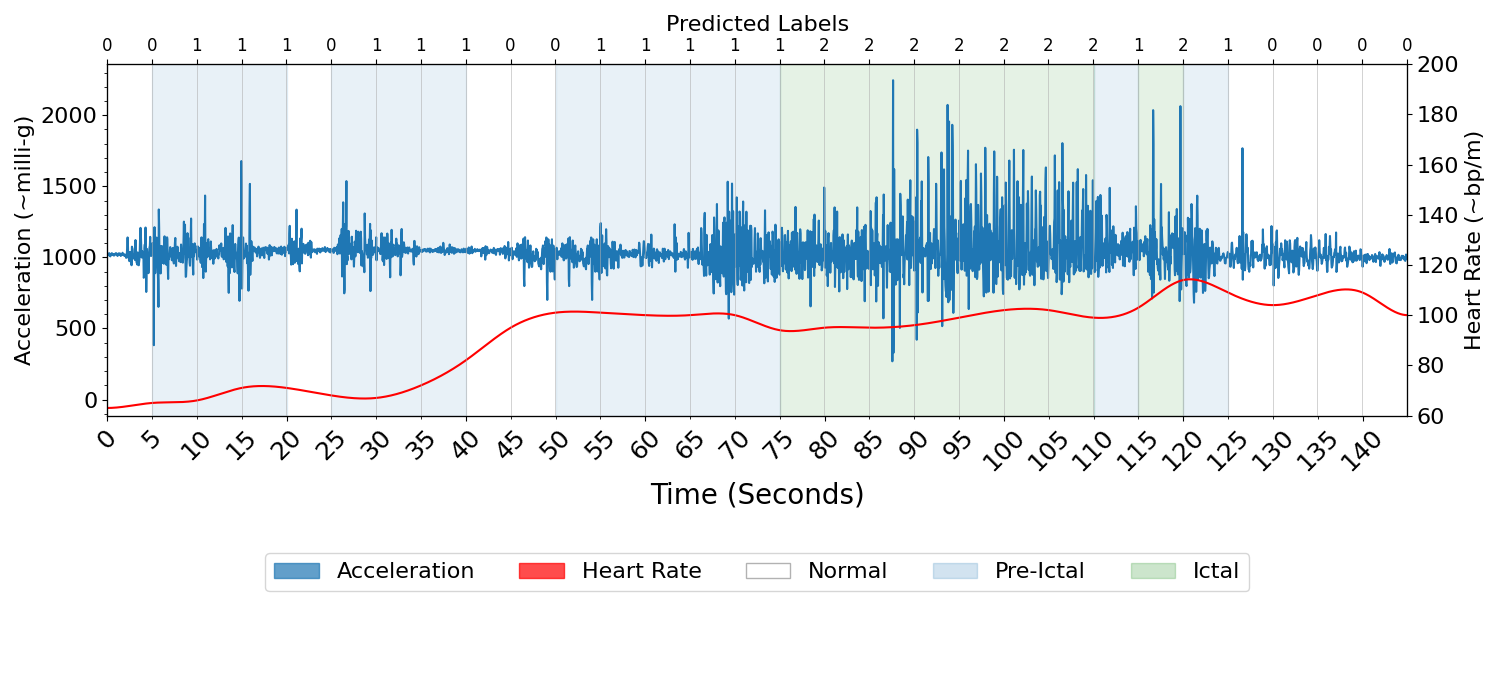 Predicted Labels
0 0 1 1 1 0 1 1 1 0 0 1 1 1 1 1 2 2 2 2 2 2 2 1 2 1 0 0 0 0
Acceleration (~milli-g)
2000
1500
1000
500
0
200
180
160
140
120
100
80
60
Heart Rate (~bp/m)
0 5 10 15 20 25 30 35 40 45 50 55 60 65 70 75 80 85 90 95 100 105 110 115 120 125 130 135 140
Time (Seconds)
Acceleration Heart Rate Normal Pre-Ictal Ictal